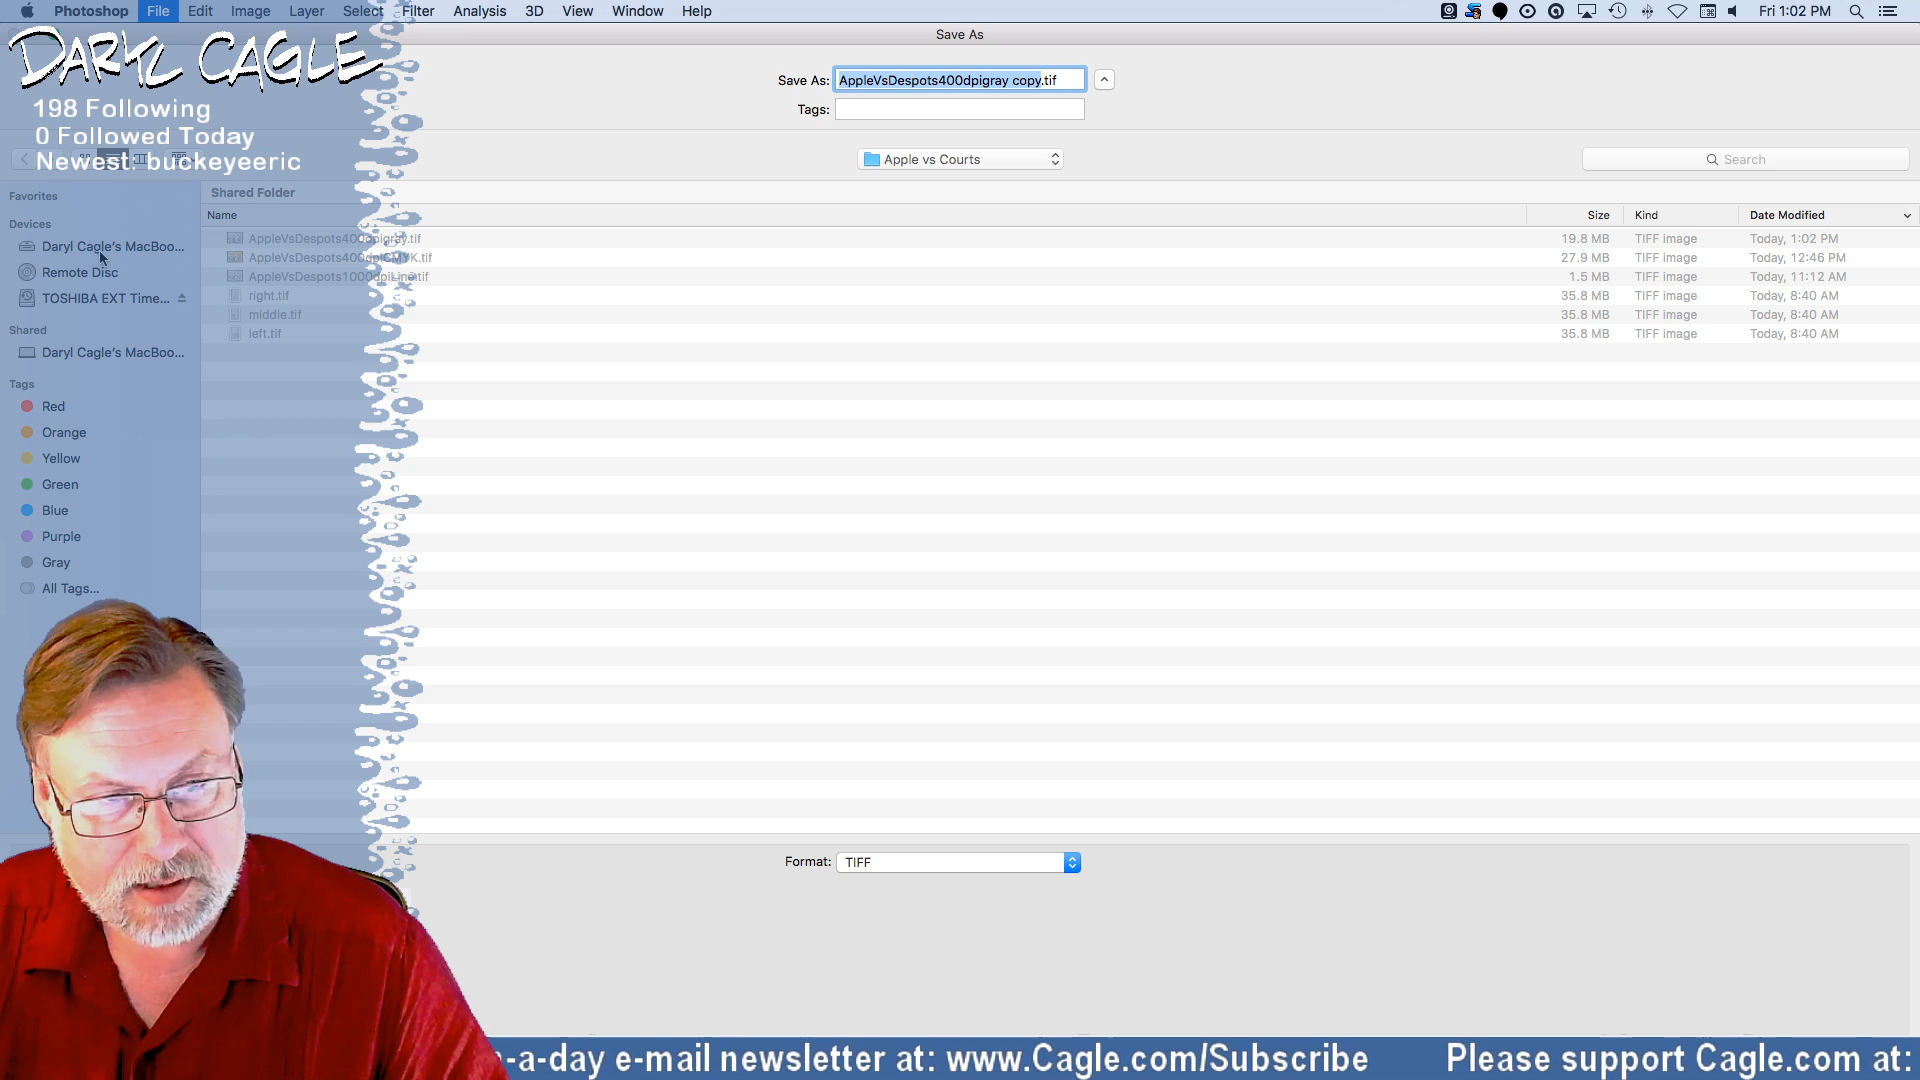 Photoshop File Edit Image Layer Select Filter Analysis 3D View Window Help Fri 1:02 PM
Save As
DARYL CAGLE
Save As: AppleVsDespots400dpigray copy.tif
198 Following
Tags:
0 Followed Today
Newest: buckeyeeric
Apple vs Courts
Search
Favorites
Shared Folder
Name Size Kind Date Modified
Devices
AppleVsDespots400dpigray.tif 19.8 MB TIFF image Today, 1:02 PM
Daryl Cagle's MacBoo...
AppleVsDespots400dpiCMYK.tif 27.9 MB TIFF image Today, 12:46 PM
Remote Disc
AppleVsDespots1000dpiLine.tif 1.5 MB TIFF image Today, 11:12 AM
TOSHIBA EXT Time...
right.tif 35.8 MB TIFF image Today, 8:40 AM
middle.tif 35.8 MB TIFF image Today, 8:40 AM
Shared
left.tif 35.8 MB TIFF image Today, 8:40 AM
Daryl Cagle's MacBoo...
Tags
Red
Orange
Yellow
Green
Blue
Purple
Gray
All Tags...
Format: TIFF
-a-day e-mail newsletter at: www.Cagle.com/Subscribe Please support Cagle.com at: